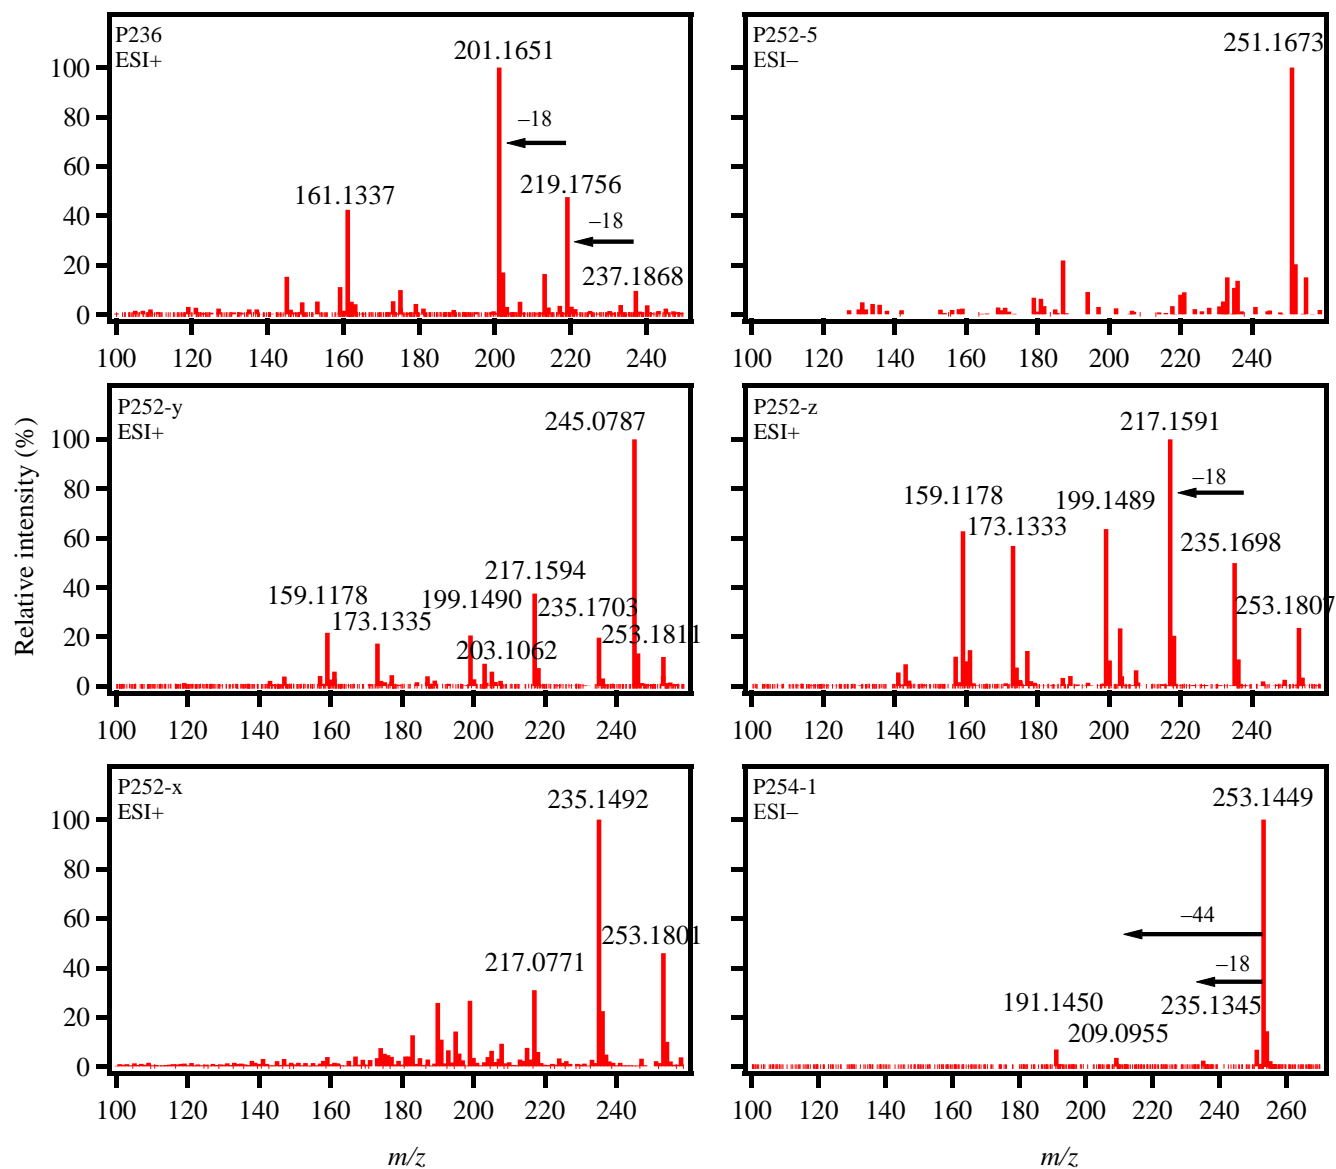 P236
ESI+
201.1651
–18
219.1756
161.1337
–18
237.1868
100
80
60
40
20
0
100 120 140 160 180 200 220 240
P252-5
ESI–
251.1673
100 120 140 160 180 200 220 240
P252-y
ESI+
245.0787
217.1594
159.1178
199.1490
235.1703
173.1335
253.1811
203.1062
100
80
60
40
20
0
100 120 140 160 180 200 220 240
P252-z
ESI+
217.1591
–18
159.1178
199.1489
173.1333
235.1698
253.1807
100 120 140 160 180 200 220 240
Relative intensity (%)
P252-x
ESI+
235.1492
253.1801
217.0771
100
80
60
40
20
0
100 120 140 160 180 200 220 240
m/z
P254-1
ESI–
253.1449
–44
–18
191.1450
235.1345
209.0955
100 120 140 160 180 200 220 240 260
m/z